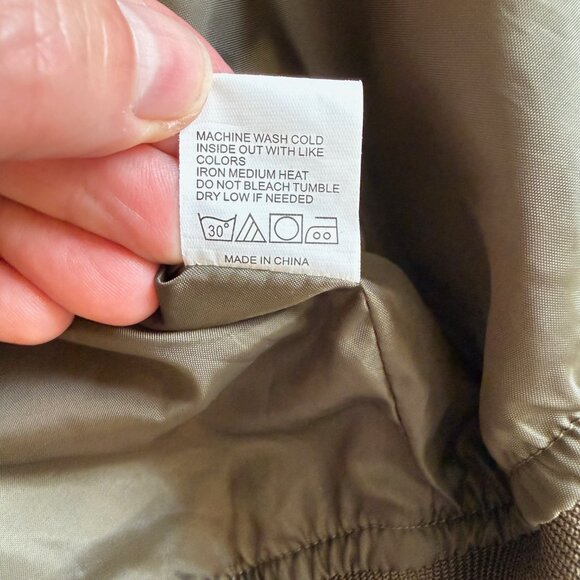 MACHINE WASH COLD
INSIDE OUT WITH LIKE
COLORS
IRON MEDIUM HEAT
DO NOT BLEACH TUMBLE
DRY LOW IF NEEDED
30°
MADE IN CHINA